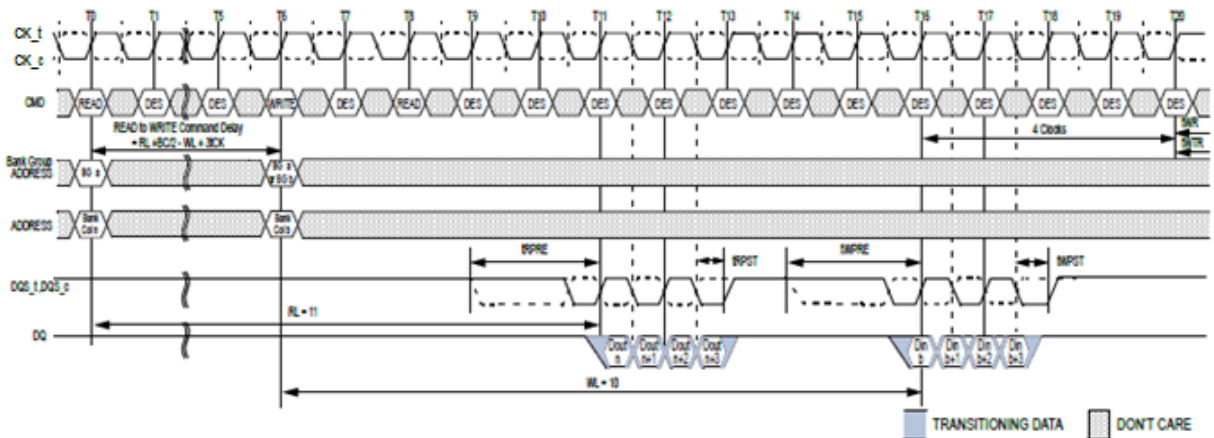 T0 T1 T5 T6 T7 T8 T9 T10 T11 T12 T13 T14 T15 T16 T17 T18 T19 T20
CK_t
CK_c
CMD READ DES DES WRITE DES READ DES DES DES DES DES DES DES DES DES DES DES DES
READ to WRITE Command Delay
= RL +BC/2 - WL + 3tCK
4 Clocks
tWR
tWTR
Bank Group
ADDRESS BG a BG a
or BG b
ADDRESS Bank Bank
Col n Col b
tRPRE tRPST tWPRE tWPST
DQS_t,DQS_c
RL = 11
DQ
Dout Dout Dout Dout Din Din Din Din
n n+1 n+2 n+3 b b+1 b+2 b+3
WL = 10
TRANSITIONING DATA DON'T CARE